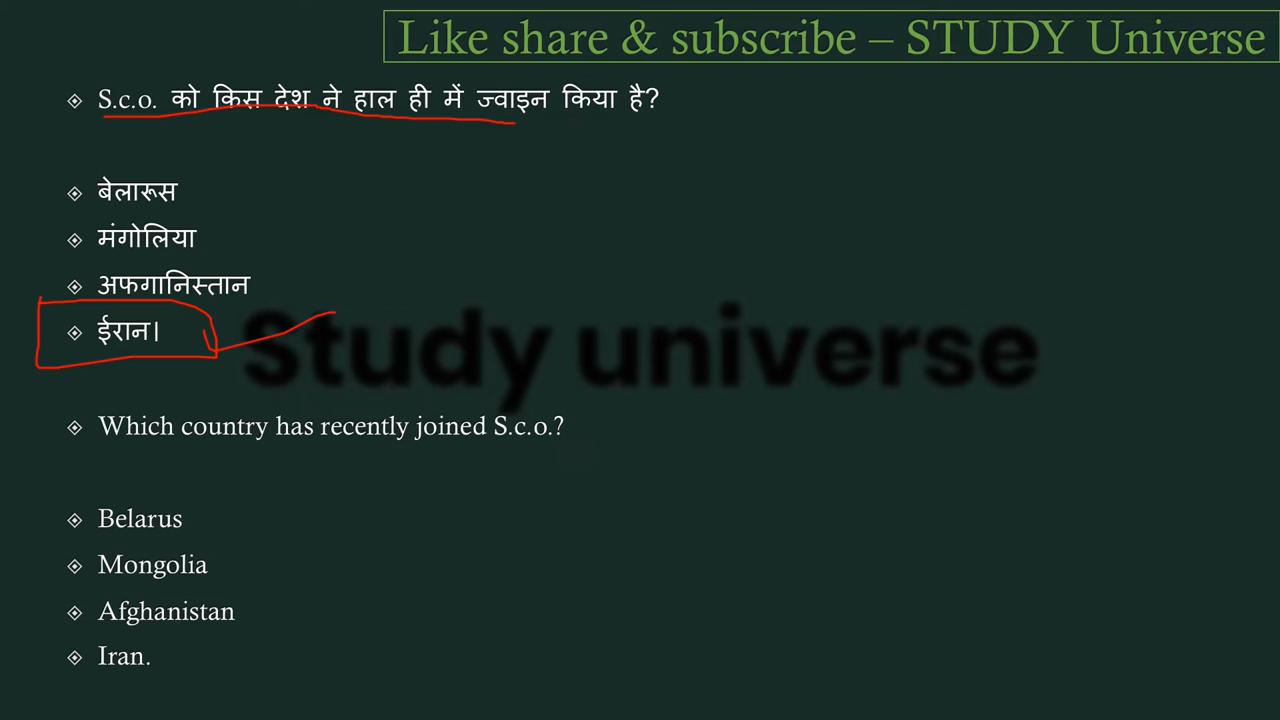 Like share & subscribe – STUDY Universe
S.c.o. को किस देश ने हाल ही में ज्वाइन किया है?
बेलारूस
मंगोलिया
अफगानिस्तान
ईरान।
Study universe
Which country has recently joined S.c.o.?
Belarus
Mongolia
Afghanistan
Iran.